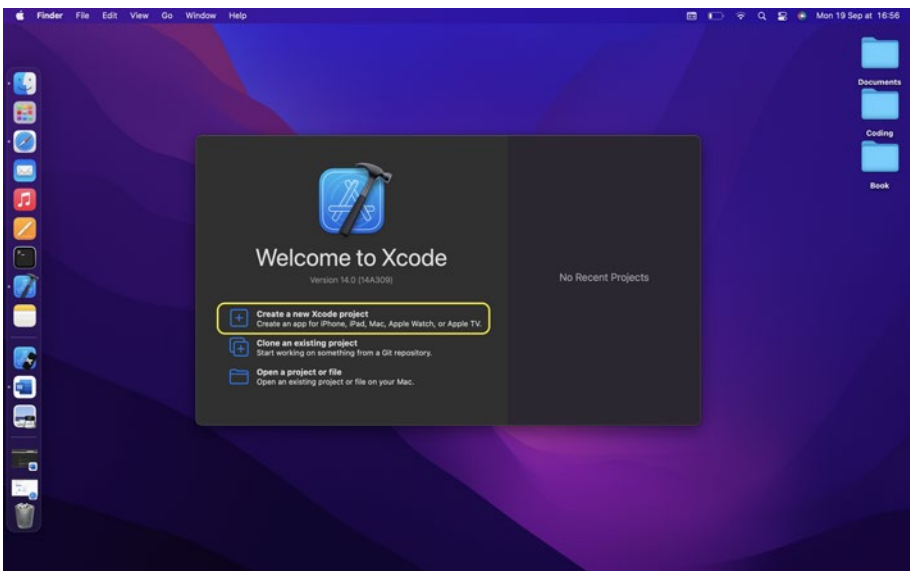 Finder File Edit View Go Window Help Mon 19 Sep at 16:56
Documents
Coding
Book
Welcome to Xcode
Version 14.0 (14A309)
No Recent Projects
Create a new Xcode project
Create an app for iPhone, iPad, Mac, Apple Watch, or Apple TV.
Clone an existing project
Start working on something from a Git repository.
Open a project or file
Open an existing project or file on your Mac.